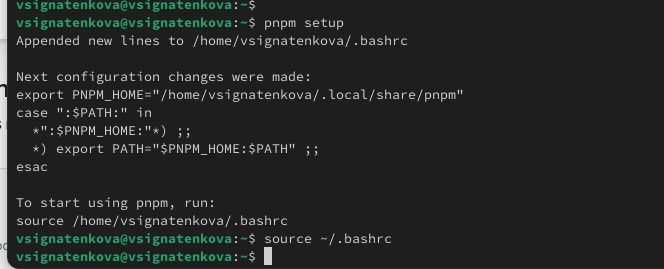 vsignatenkova@vsignatenkova:~$
vsignatenkova@vsignatenkova:~$ pnpm setup
Appended new lines to /home/vsignatenkova/.bashrc

Next configuration changes were made:
export PNPM_HOME="/home/vsignatenkova/.local/share/pnpm"
case ":$PATH:" in
  *":$PNPM_HOME:"*) ;;
  *) export PATH="$PNPM_HOME:$PATH" ;;
esac

To start using pnpm, run:
source /home/vsignatenkova/.bashrc
vsignatenkova@vsignatenkova:~$ source ~/.bashrc
vsignatenkova@vsignatenkova:~$